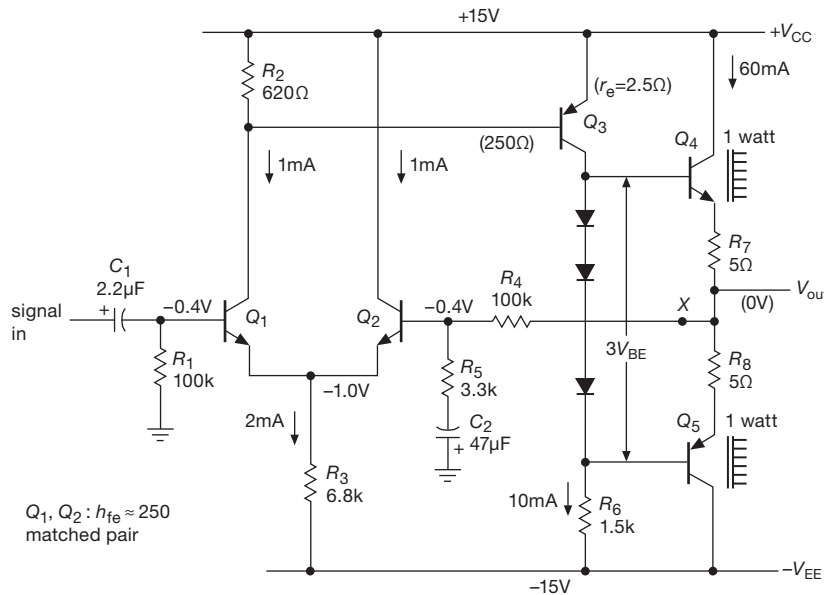 +15V
+VCC
R2
620Ω
(re=2.5Ω)
60mA
Q3
(250Ω)
Q4
1 watt
1mA
1mA
R7
5Ω
C1
2.2µF
+
signal
in
–0.4V
Q1
Q2
–0.4V
R4
100k
X
Vout
(0V)
R1
100k
–1.0V
R5
3.3k
3VBE
R8
5Ω
2mA
C2
47µF
+
Q5
1 watt
R3
6.8k
10mA
R6
1.5k
Q1, Q2 : hfe ≈ 250
matched pair
–15V
–VEE